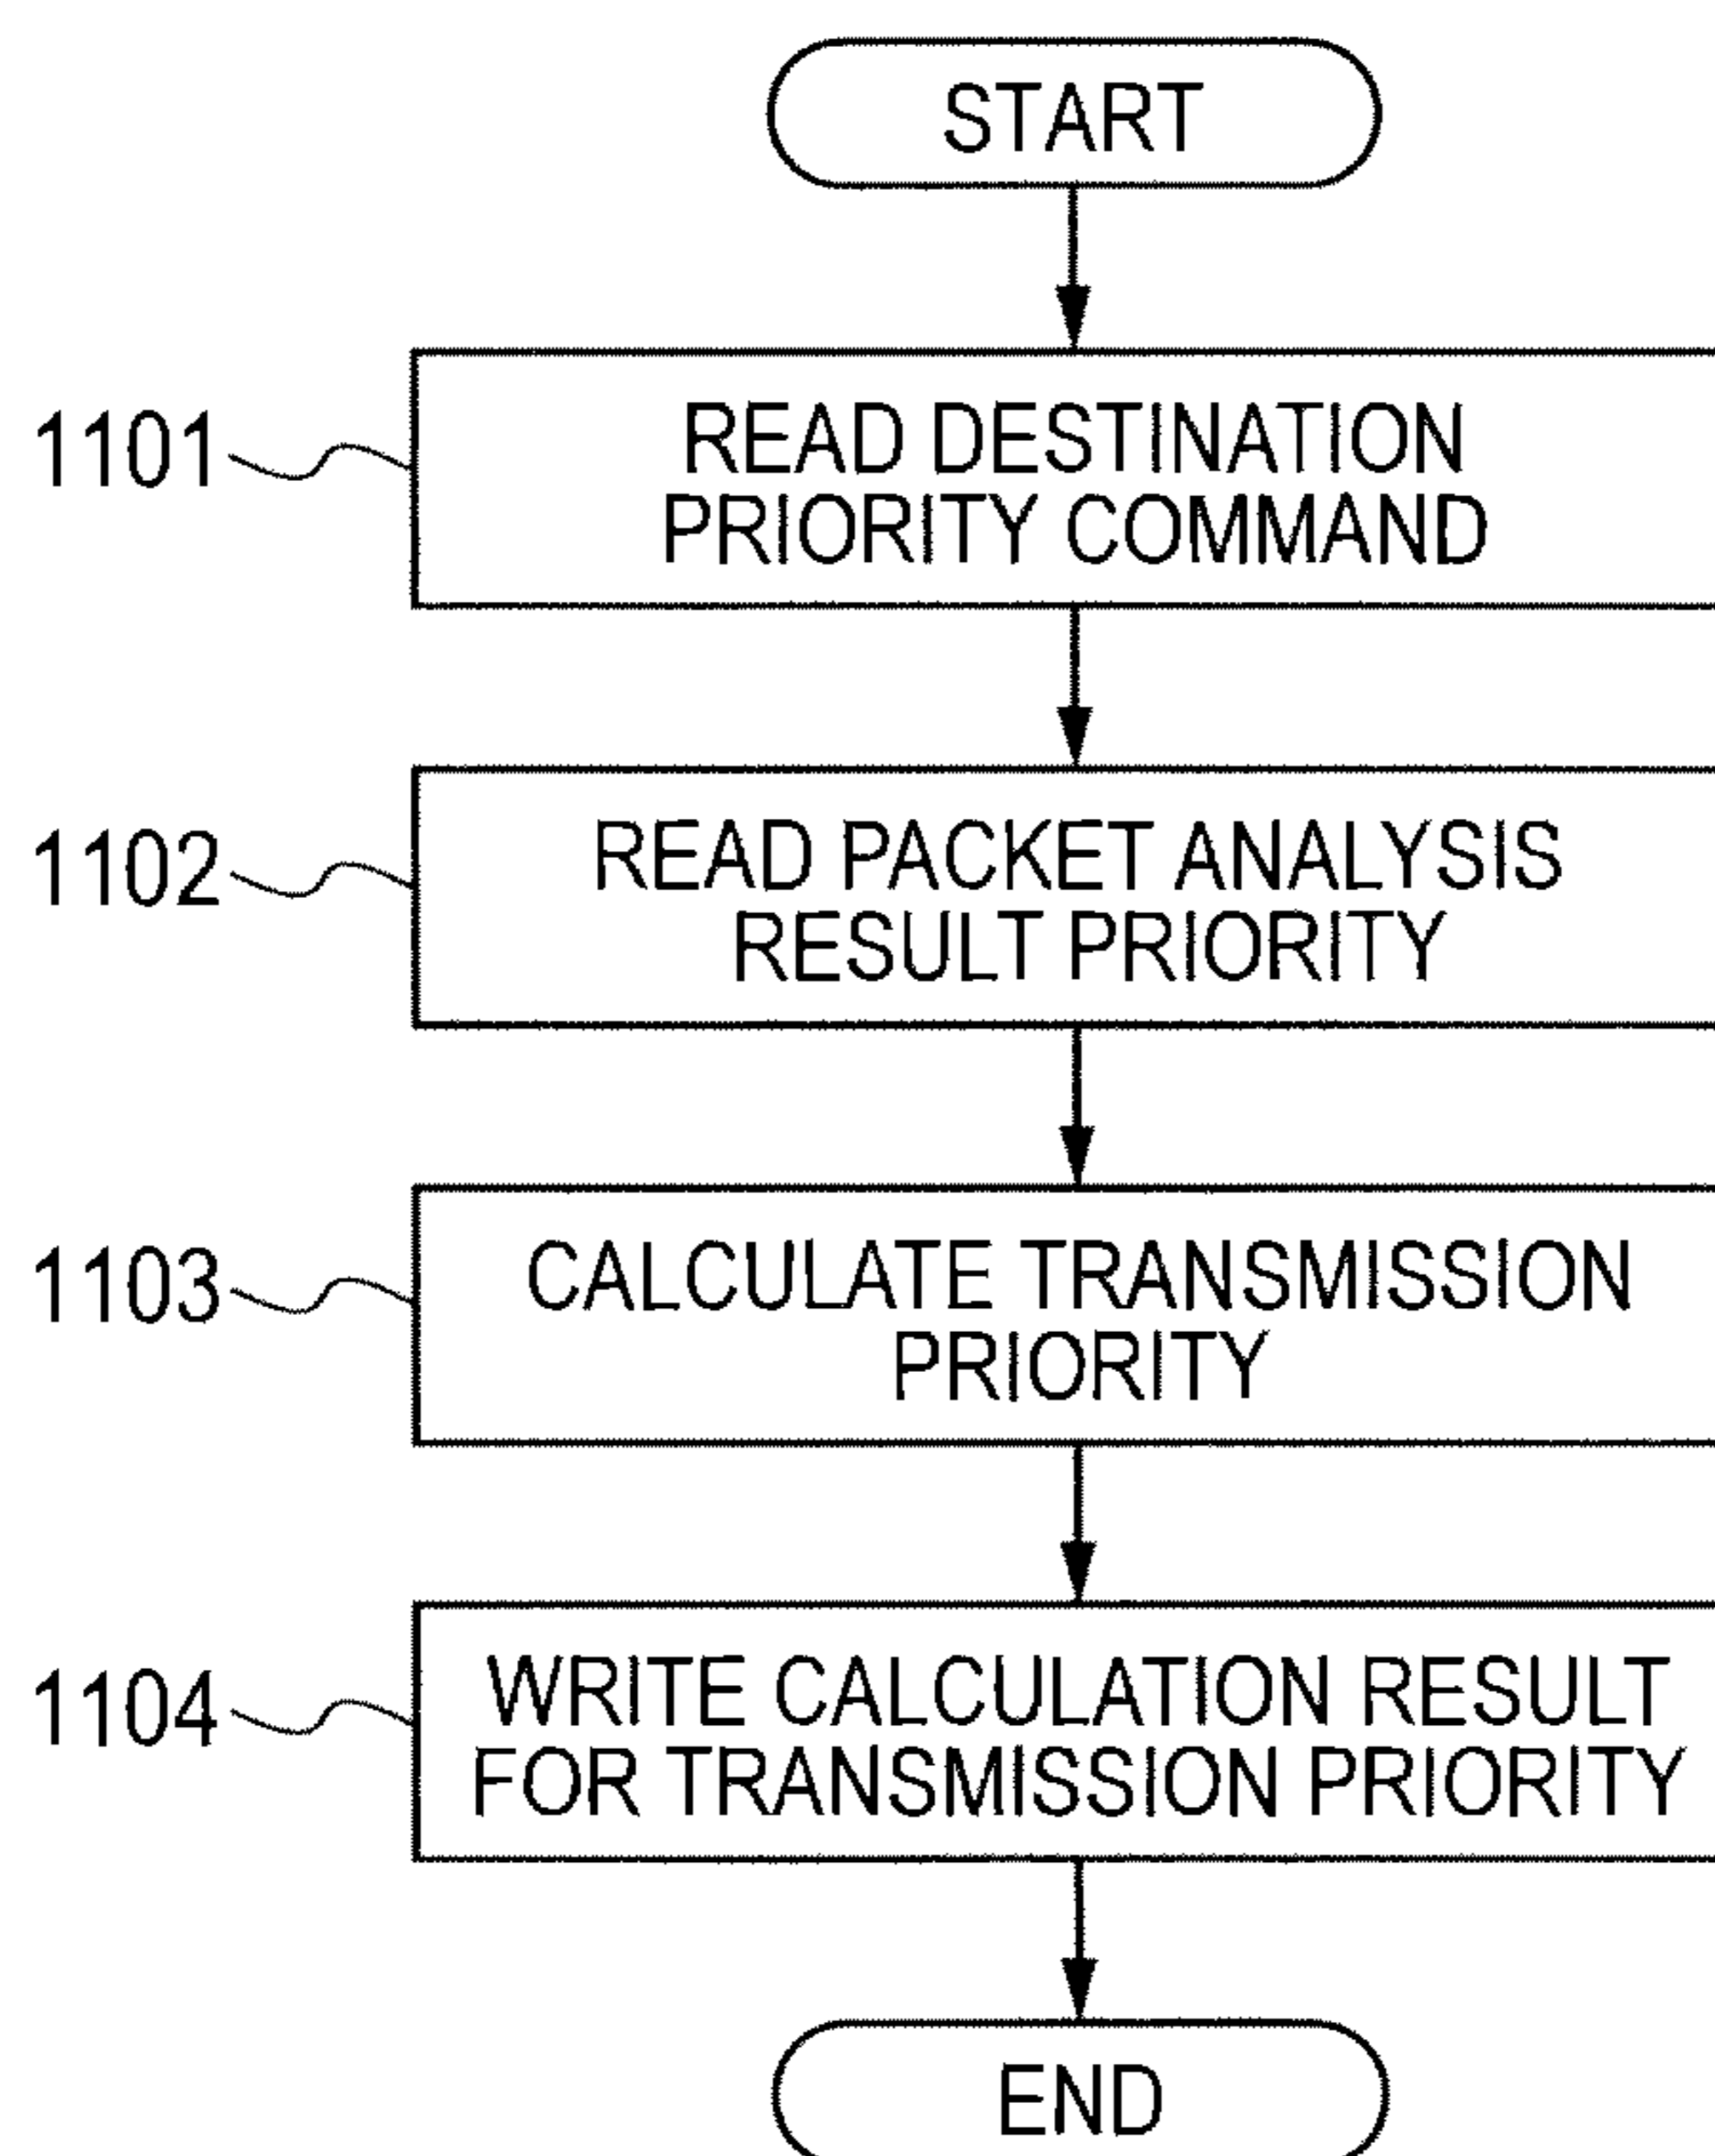 START
1101
READ DESTINATION
PRIORITY COMMAND
1102
READ PACKET ANALYSIS
RESULT PRIORITY
1103
CALCULATE TRANSMISSION
PRIORITY
1104
WRITE CALCULATION RESULT
FOR TRANSMISSION PRIORITY
END